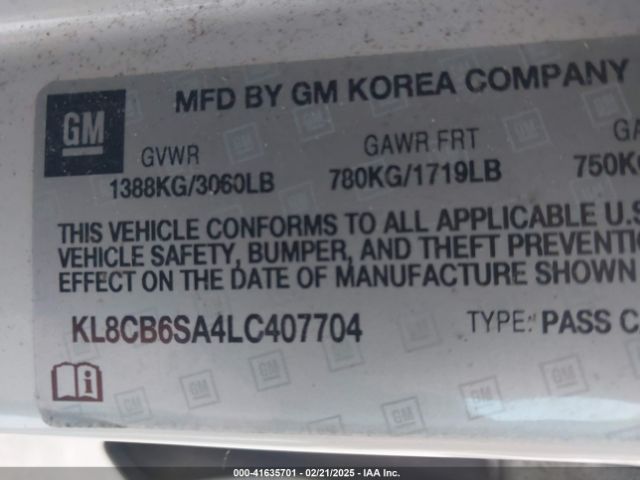 MFD BY GM KOREA COMPANY
GM
GVWR GAWR FRT GA
1388KG/3060LB 780KG/1719LB 750K
THIS VEHICLE CONFORMS TO ALL APPLICABLE U.S
VEHICLE SAFETY, BUMPER, AND THEFT PREVENTI
EFFECT ON THE DATE OF MANUFACTURE SHOWN
KL8CB6SA4LC407704 TYPE: PASS C
000-41635701 - 02/21/2025 - IAA Inc.